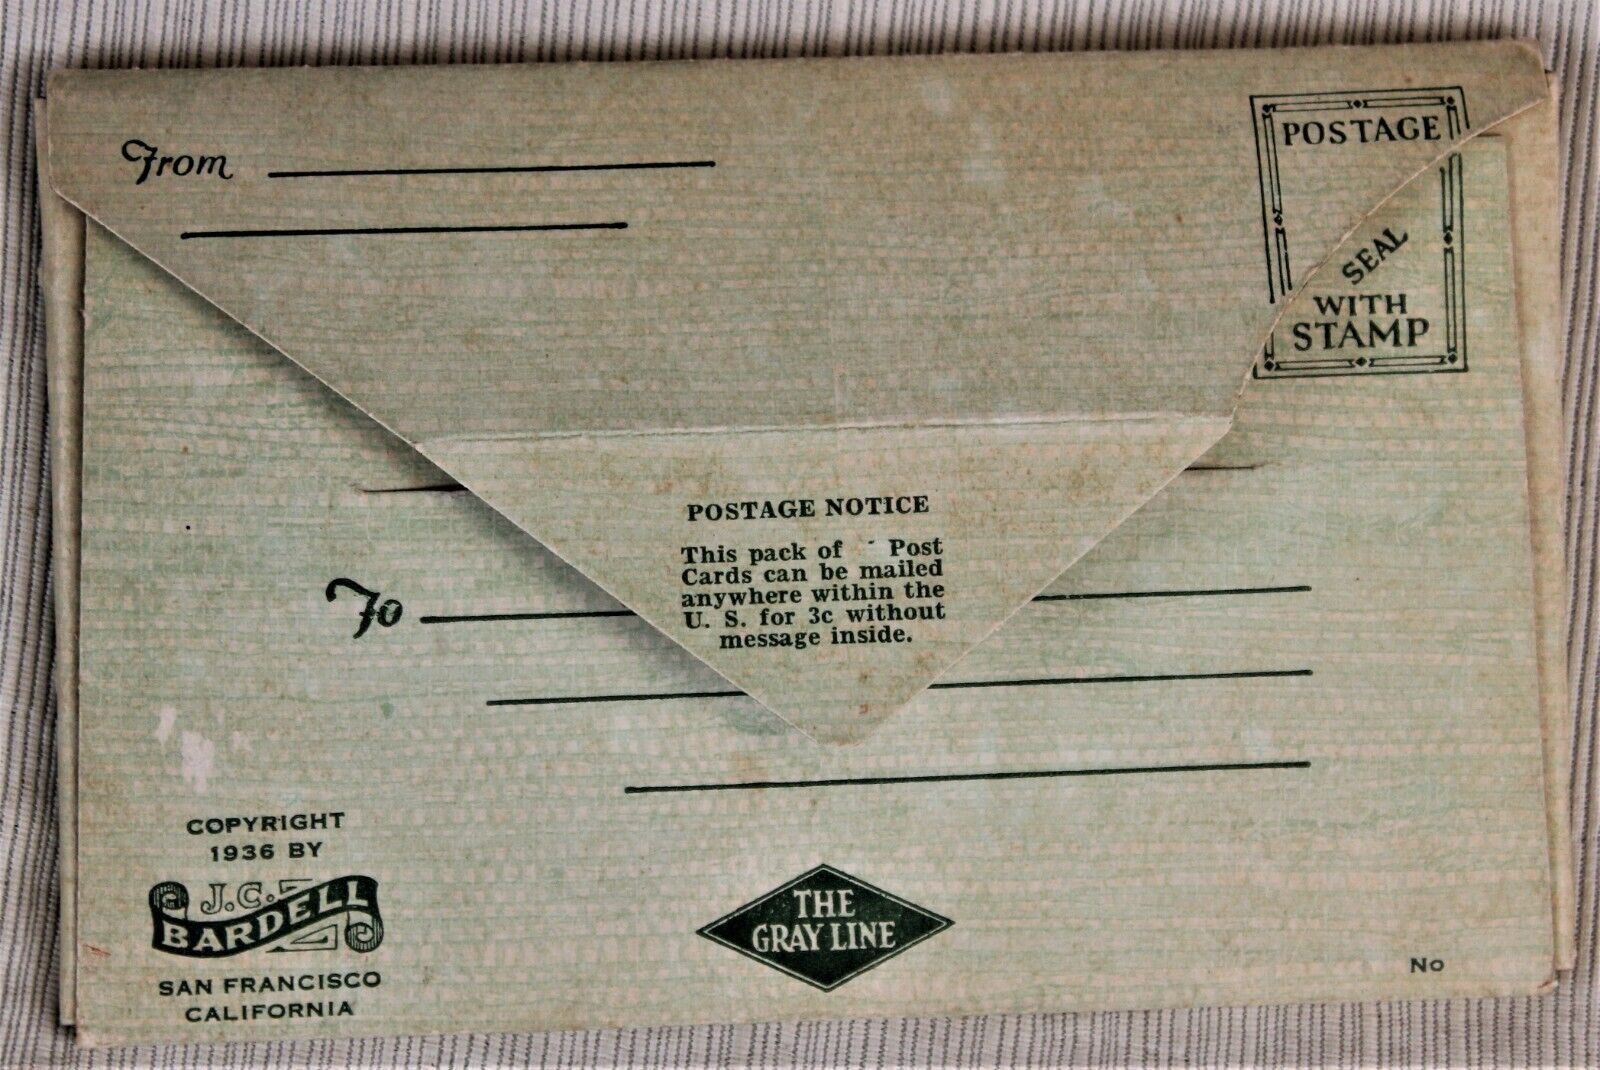 From
POSTAGE
SEAL
WITH
STAMP
POSTAGE NOTICE
This pack of Post
Cards can be mailed
anywhere within the
U. S. for 3c without
message inside.
To
COPYRIGHT
1936 BY
J.C.
BARDELL
SAN FRANCISCO
CALIFORNIA
THE
GRAY LINE
No